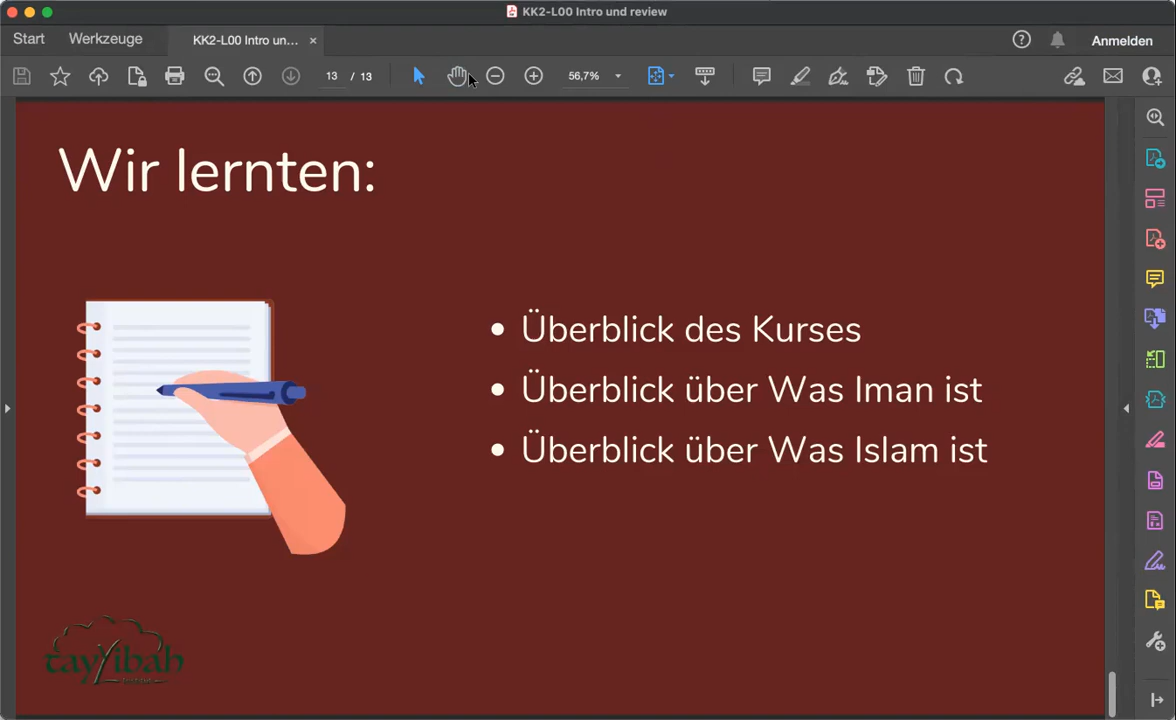 KK2-L00 Intro und review
Start
Werkzeuge
KK2-L00 Intro un...
Anmelden
13 / 13
56,7%
Wir lernten:
• Überblick des Kurses
• Überblick über Was Iman ist
• Überblick über Was Islam ist
tayyibah